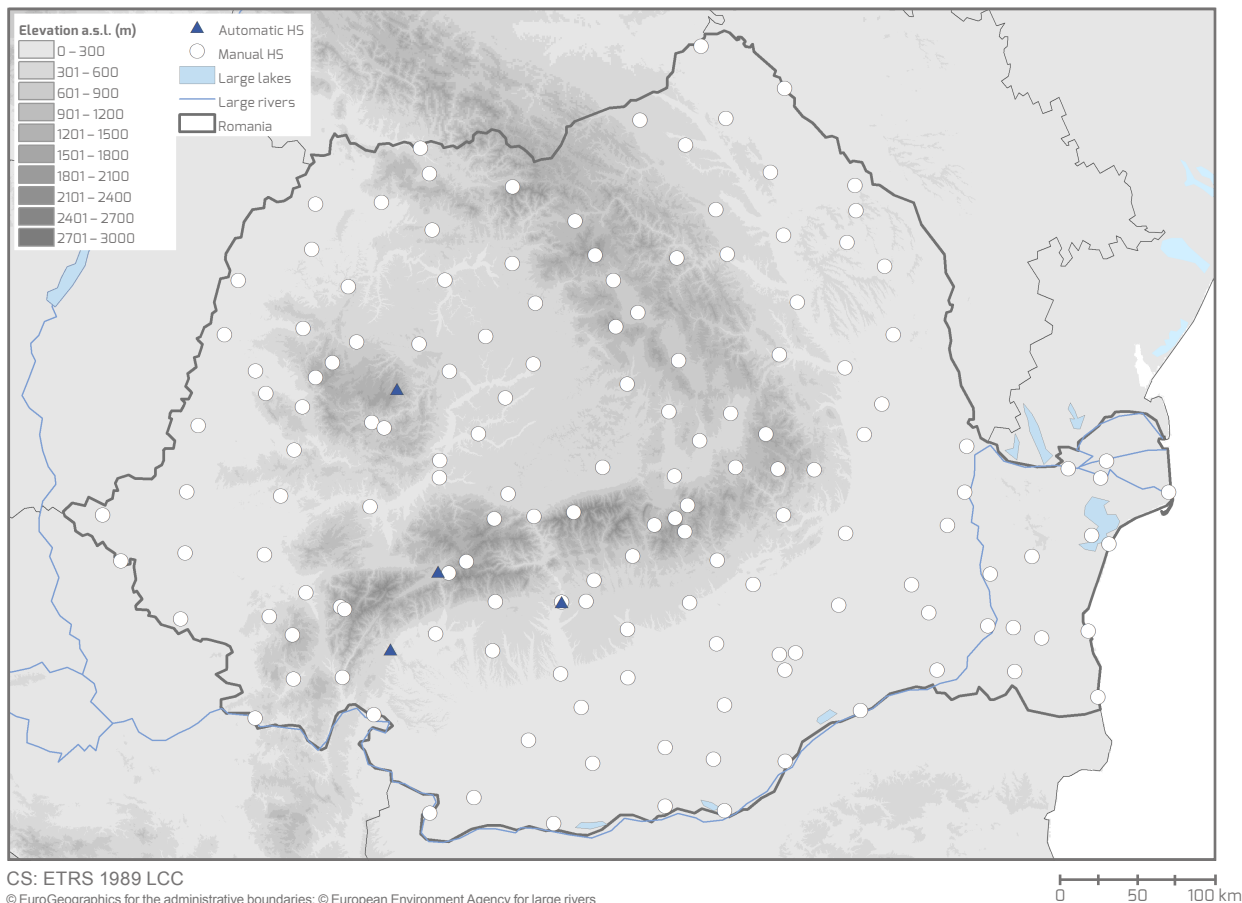 Elevation a.s.l. (m)
0 – 300
301 – 600
601 – 900
901 – 1200
1201 – 1500
1501 – 1800
1801 – 2100
2101 – 2400
2401 – 2700
2701 – 3000
Automatic HS
Manual HS
Large lakes
Large rivers
Romania
CS: ETRS 1989 LCC
© EuroGeographics for the administrative boundaries; © European Environment Agency for large rivers
0 50 100 km